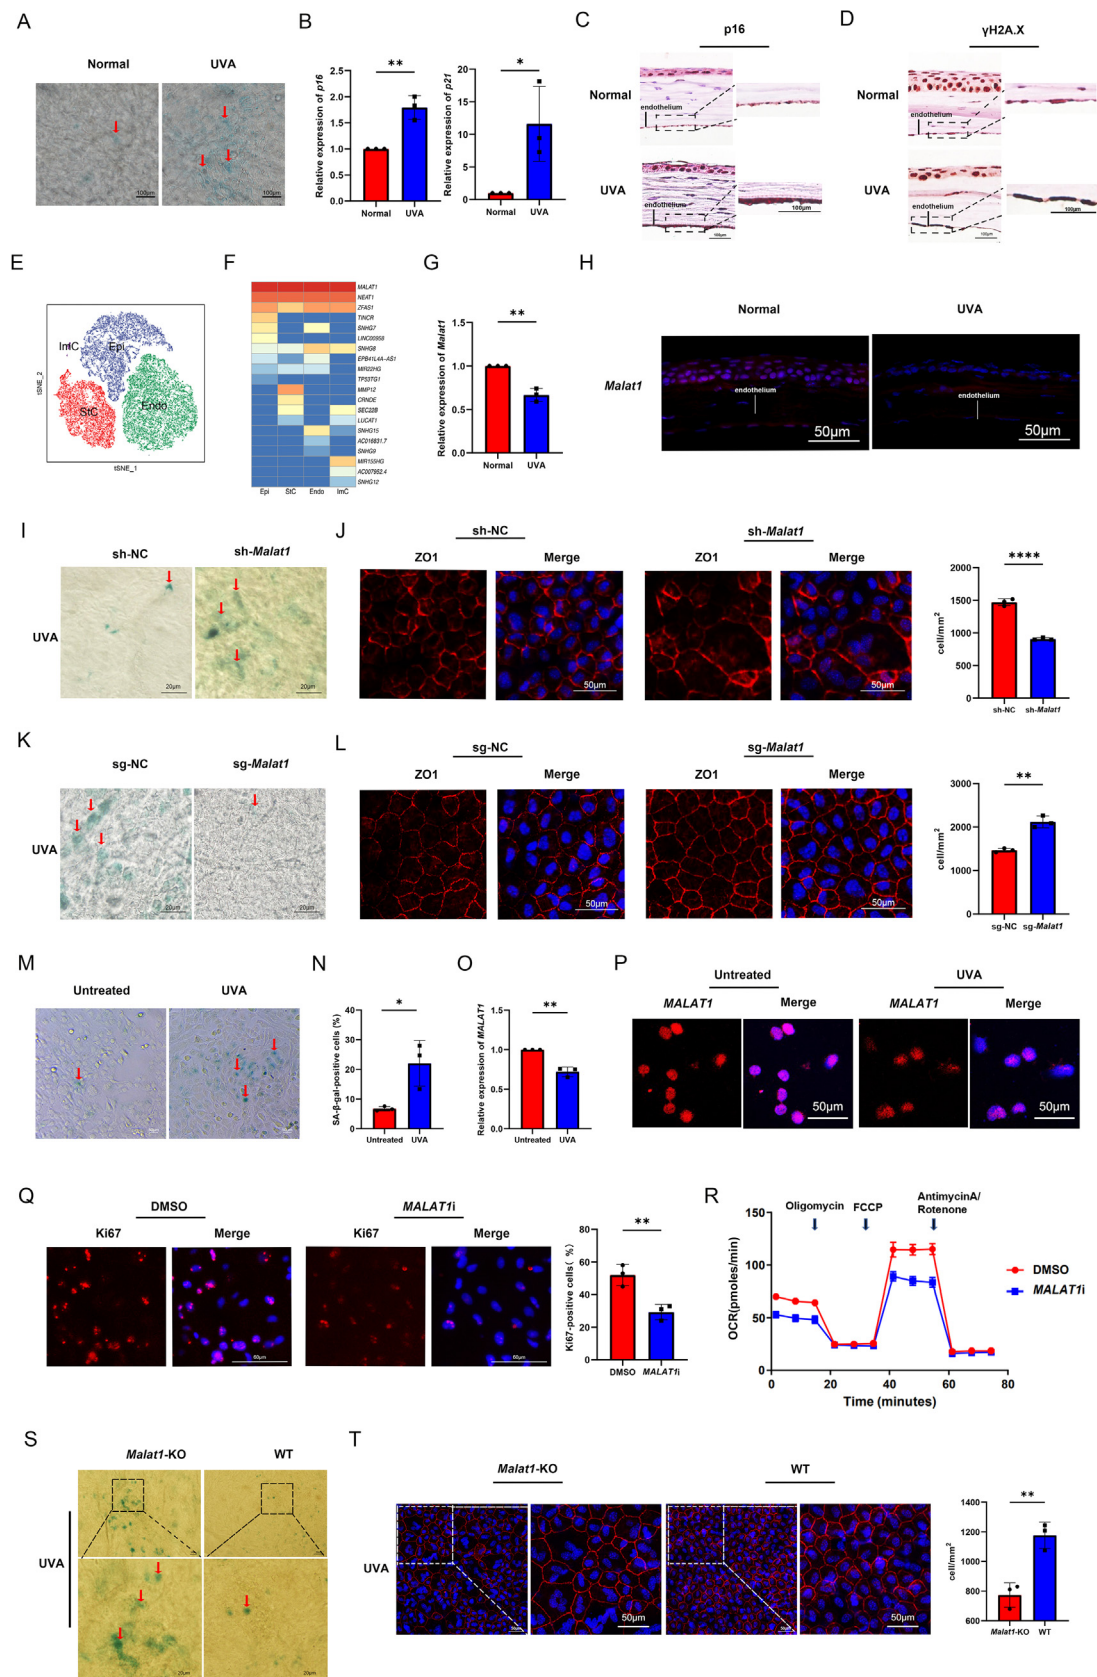 A
Normal
UVA
100μm
100μm
B
Relative expression of p16
2.5
2.0
1.5
1.0
0.5
0.0
**
Normal
UVA
Relative expression of p21
20
15
10
5
0
*
Normal
UVA
C
p16
Normal
endothelium
UVA
endothelium
100μm
100μm
D
γH2A.X
Normal
endothelium
UVA
endothelium
100μm
100μm
E
ImC
Epi
StC
Endo
tSNE_2
tSNE_1
F
MALAT1
NEAT1
ZFAS1
TINCR
SNHG7
LINC00958
SNHG8
EPB41L4A-AS1
MIR22HG
TP53TG1
MMP12
CRNDE
SEC22B
LUCAT1
SNHG15
AC016831.7
SNHG9
MIR155HG
AC007952.4
SNHG12
Epi
StC
Endo
ImC
G
Relative expression of Malat1
1.5
1.0
0.5
0.0
**
Normal
UVA
H
Normal
UVA
Malat1
endothelium
endothelium
50μm
50μm
I
sh-NC
sh-Malat1
UVA
20μm
20μm
J
sh-NC
sh-Malat1
ZO1
Merge
ZO1
Merge
50μm
50μm
cell/mm²
2000
1500
1000
500
0
****
sh-NC
sh-Malat1
K
sg-NC
sg-Malat1
UVA
20μm
20μm
L
sg-NC
sg-Malat1
ZO1
Merge
ZO1
Merge
50μm
50μm
cell/mm²
3000
2000
1000
0
**
sg-NC
sg-Malat1
M
Untreated
UVA
N
SA-β-gal-positive cells (%)
40
30
20
10
0
*
Untreated
UVA
O
Relative expression of MALAT1
1.5
1.0
0.5
0.0
**
Untreated
UVA
P
Untreated
UVA
MALAT1
Merge
MALAT1
Merge
50μm
50μm
Q
DMSO
MALAT1i
Ki67
Merge
Ki67
Merge
60μm
60μm
Ki67-positive cells( %)
80
60
40
20
0
**
DMSO
MALAT1i
R
Oligomycin
FCCP
AntimycinA/
Rotenone
OCR(pmoles/min)
150
100
50
0
0
20
40
60
80
Time (minutes)
DMSO
MALAT1i
S
Malat1-KO
WT
UVA
20μm
20μm
T
Malat1-KO
WT
UVA
50μm
50μm
50μm
50μm
cell/mm²
1400
1200
1000
800
600
**
Malat1-KO
WT